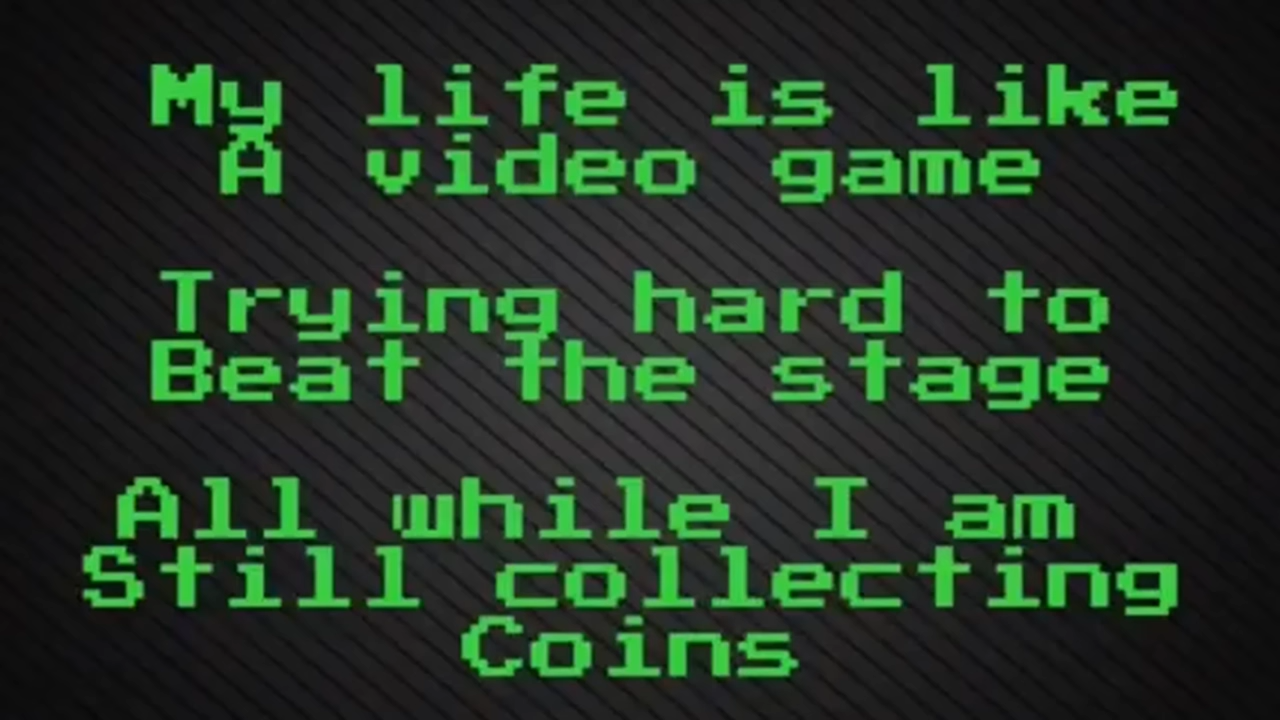 My life is like
A video game
Trying hard to
Beat the stage
All while I am
Still collecting
Coins